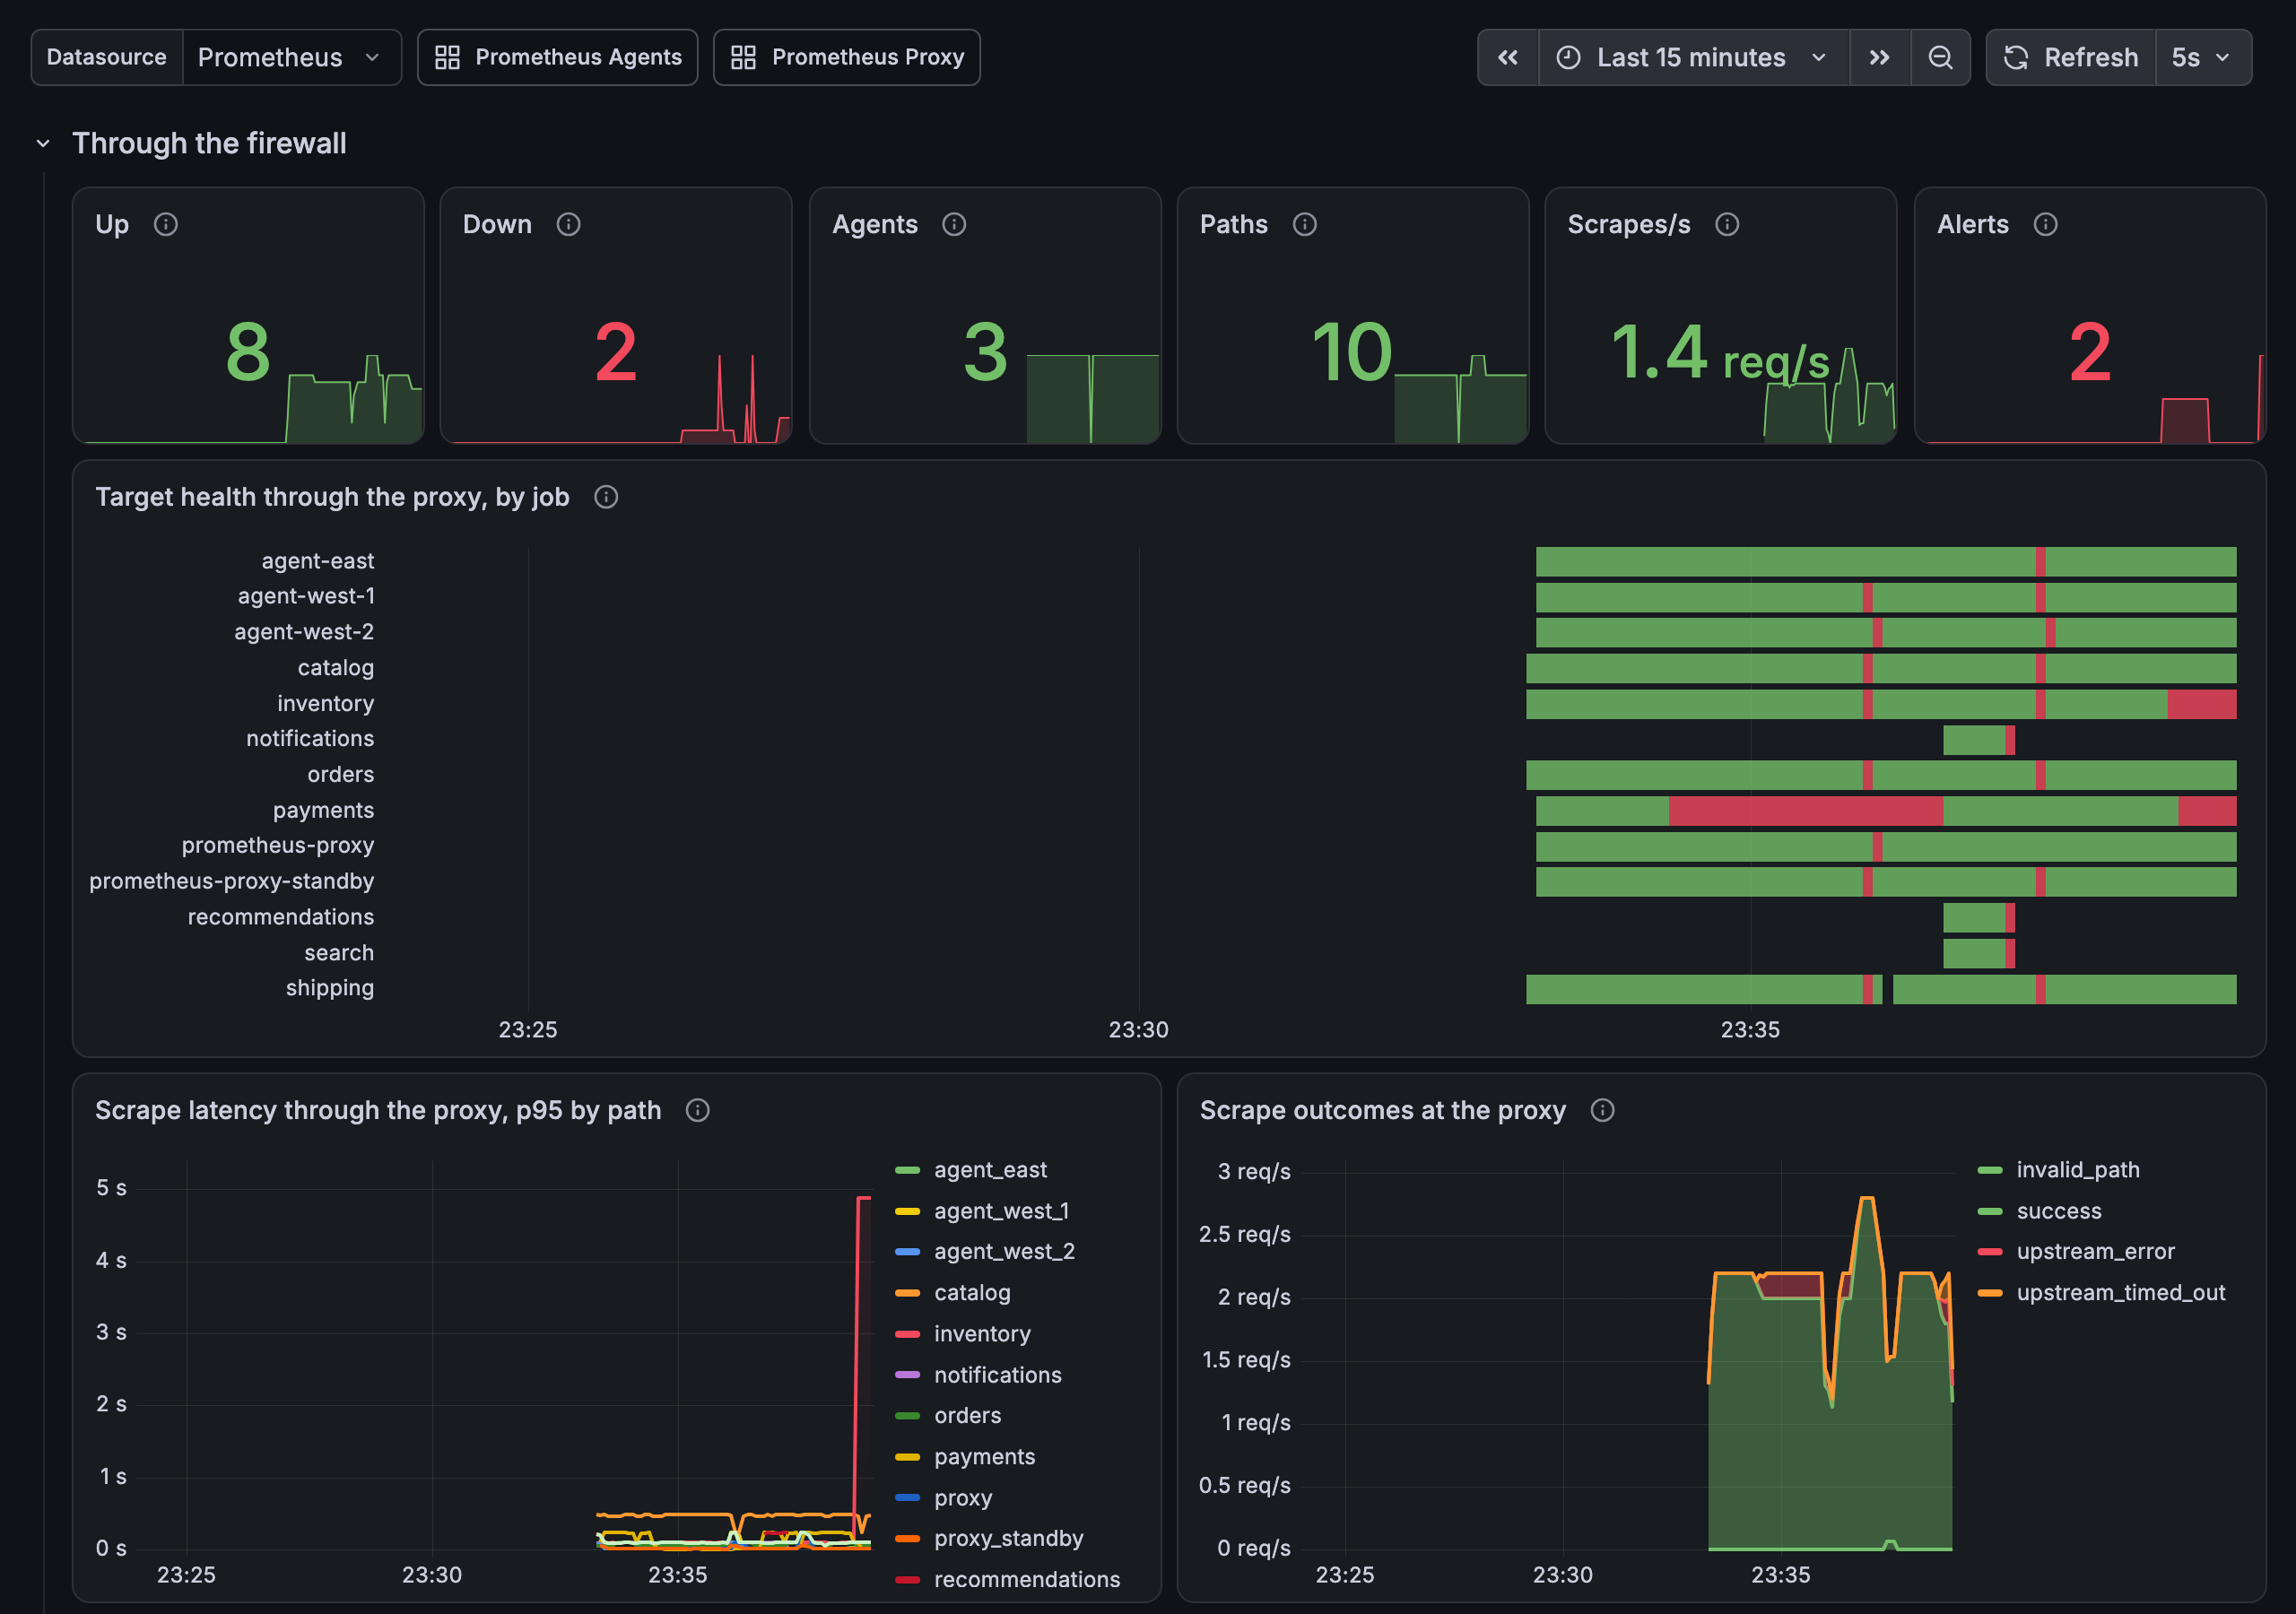 Datasource Prometheus Prometheus Agents Prometheus Proxy Last 15 minutes Refresh 5s
Through the firewall
Up Down Agents Paths Scrapes/s Alerts
8 2 3 10 1.4 req/s 2
Target health through the proxy, by job
agent-east
agent-west-1
agent-west-2
catalog
inventory
notifications
orders
payments
prometheus-proxy
prometheus-proxy-standby
recommendations
search
shipping
23:25 23:30 23:35
Scrape latency through the proxy, p95 by path
5 s
4 s
3 s
2 s
1 s
0 s
23:25 23:30 23:35
agent_east
agent_west_1
agent_west_2
catalog
inventory
notifications
orders
payments
proxy
proxy_standby
recommendations
Scrape outcomes at the proxy
3 req/s
2.5 req/s
2 req/s
1.5 req/s
1 req/s
0.5 req/s
0 req/s
23:25 23:30 23:35
invalid_path
success
upstream_error
upstream_timed_out